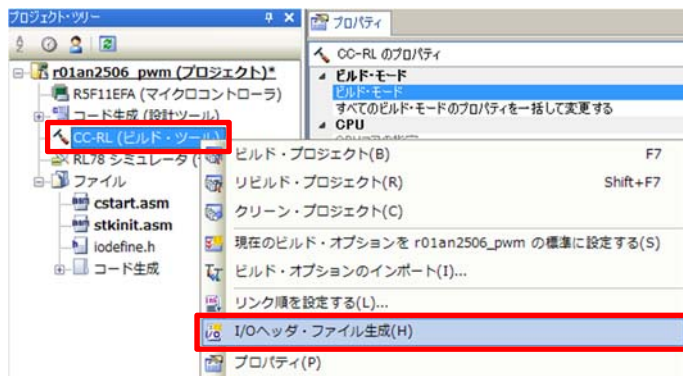 プロジェクト・ツリー
プロパティ
r01an2506_pwm (プロジェクト)*
R5F11EFA (マイクロコントローラ)
コード生成 (設計ツール)
CC-RL (ビルド・ツール)
RL78 シミュレータ (
ファイル
cstart.asm
stkinit.asm
iodefine.h
コード生成
CC-RL のプロパティ
ビルド・モード
ビルド・モード
すべてのビルド・モードのプロパティを一括して変更する
CPU
ビルド・プロジェクト(B) F7
リビルド・プロジェクト(R) Shift+F7
クリーン・プロジェクト(C)
現在のビルド・オプションを r01an2506_pwm の標準に設定する(S)
ビルド・オプションのインポート(I)...
リンク順を設定する(L)...
I/Oヘッダ・ファイル生成(H)
プロパティ(P)